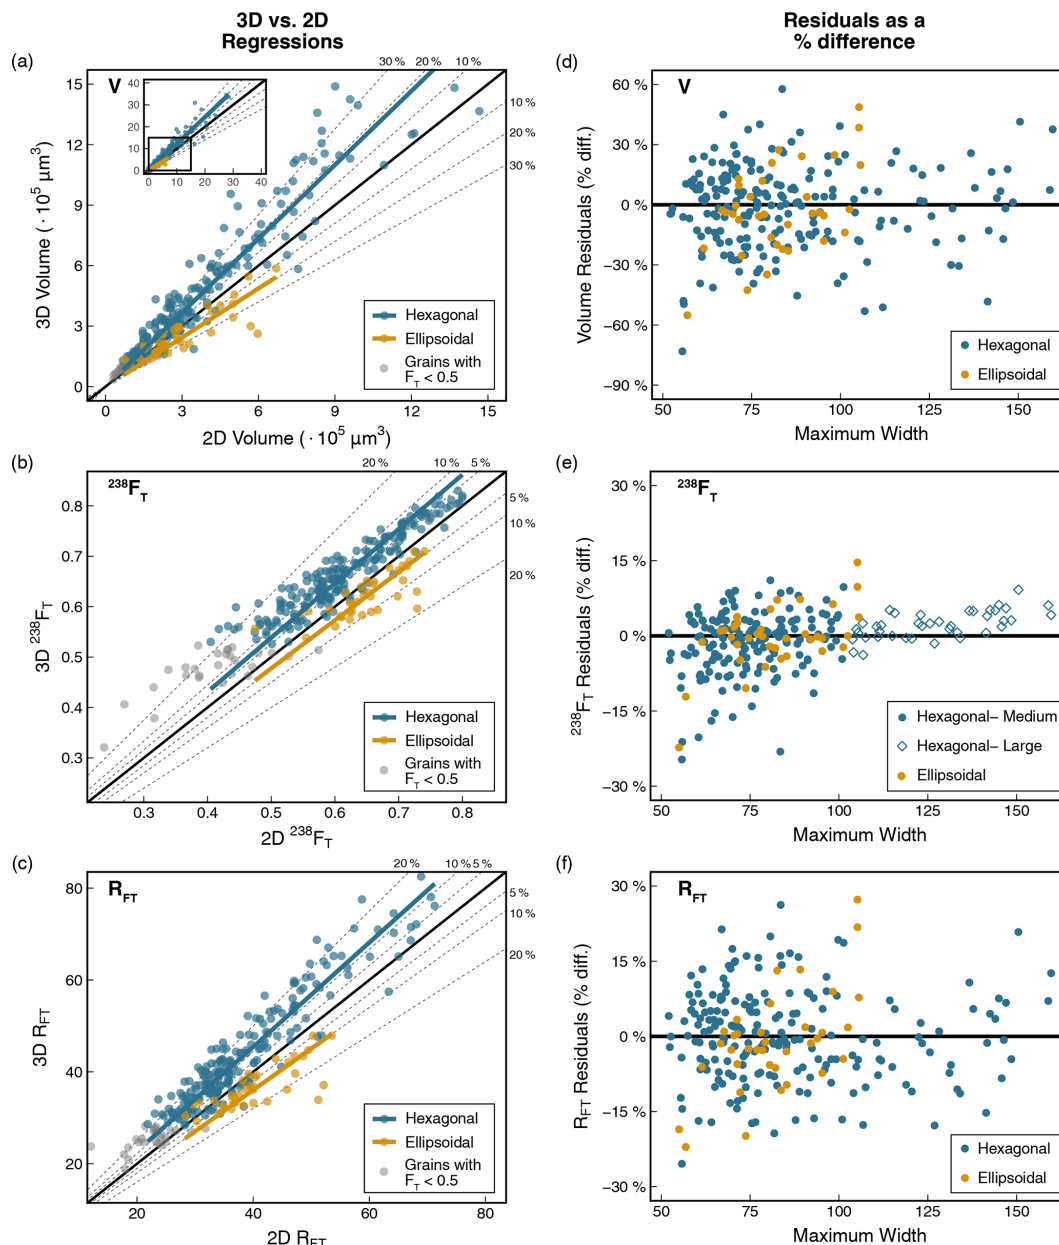 3D vs. 2D
Regressions
Residuals as a
% difference
(a)
V
30 % 20 % 10 %
10 %
20 %
30 %
40
30
20
10
0
0 10 20 30 40
15
12
9
6
3
0
3D Volume ( · 10⁵ µm³)
Hexagonal
Ellipsoidal
Grains with
F_T < 0.5
0 3 6 9 12 15
2D Volume ( · 10⁵ µm³)
(d)
V
60 %
30 %
0 %
−30 %
−60 %
−90 %
Volume Residuals (% diff.)
Hexagonal
Ellipsoidal
50 75 100 125 150
Maximum Width
(b)
²³⁸F_T
20 % 10 % 5 %
5 %
10 %
20 %
0.8
0.7
0.6
0.5
0.4
0.3
3D ²³⁸F_T
Hexagonal
Ellipsoidal
Grains with
F_T < 0.5
0.3 0.4 0.5 0.6 0.7 0.8
2D ²³⁸F_T
(e)
²³⁸F_T
30 %
15 %
0 %
−15 %
−30 %
²³⁸F_T Residuals (% diff.)
Hexagonal− Medium
Hexagonal− Large
Ellipsoidal
50 75 100 125 150
Maximum Width
(c)
R_FT
20 % 10 % 5 %
5 %
10 %
20 %
80
60
40
20
3D R_FT
Hexagonal
Ellipsoidal
Grains with
F_T < 0.5
20 40 60 80
2D R_FT
(f)
R_FT
30 %
15 %
0 %
−15 %
−30 %
R_FT Residuals (% diff.)
Hexagonal
Ellipsoidal
50 75 100 125 150
Maximum Width